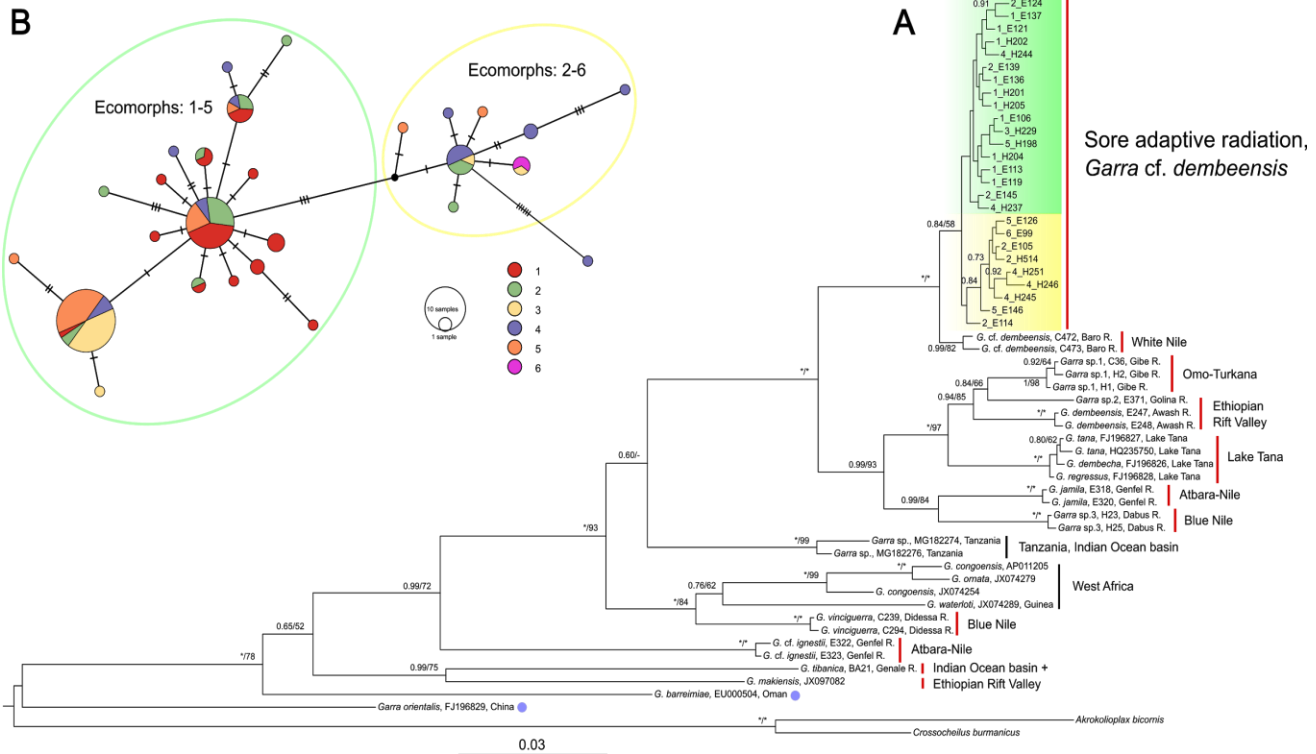 B
Ecomorphs: 1-5
Ecomorphs: 2-6
10 samples
1 sample
1
2
3
4
5
6
A
0.91
2_E124
1_E137
1_E121
1_H202
4_H244
2_E139
1_E136
1_H201
1_H205
1_E106
3_H229
5_H198
1_H204
1_E113
1_E119
2_E145
4_H237
0.84/58
5_E126
6_E99
2_E105
0.73
2_H514
0.92
4_H251
0.84
4_H246
4_H245
5_E146
2_E114
*/*
Sore adaptive radiation,
Garra cf. dembeensis
G. cf. dembeensis, C472, Baro R.
0.99/82
G. cf. dembeensis, C473, Baro R.
White Nile
*/*
0.92/64
Garra sp.1, C36, Gibe R.
Garra sp.1, H2, Gibe R.
1/98
Garra sp.1, H1, Gibe R.
Omo-Turkana
0.84/66
0.94/85
Garra sp.2, E371, Golina R.
*/*
G. dembeensis, E247, Awash R.
G. dembeensis, E248, Awash R.
Ethiopian
Rift Valley
*/97
0.80/62
G. tana, FJ196827, Lake Tana
G. tana, HQ235750, Lake Tana
*/*
G. dembecha, FJ196826, Lake Tana
G. regressus, FJ196828, Lake Tana
Lake Tana
0.99/93
0.99/84
*/*
G. jamila, E318, Genfel R.
G. jamila, E320, Genfel R.
Atbara-Nile
*/*
Garra sp.3, H23, Dabus R.
Garra sp.3, H25, Dabus R.
Blue Nile
0.60/-
*/99
Garra sp., MG182274, Tanzania
Garra sp., MG182276, Tanzania
Tanzania, Indian Ocean basin
*/93
*/*
G. congoensis, AP011205
*/99
G. ornata, JX074279
0.76/62
G. congoensis, JX074254
*/84
G. waterloti, JX074289, Guinea
West Africa
*/*
G. vinciguerra, C239, Didessa R.
G. vinciguerra, C294, Didessa R.
Blue Nile
0.99/72
*/*
G. cf. ignestii, E322, Genfel R.
G. cf. ignestii, E323, Genfel R.
Atbara-Nile
0.65/52
0.99/75
G. tibanica, BA21, Genale R.
Indian Ocean basin +
G. makiensis, JX097082
Ethiopian Rift Valley
*/78
G. barreimiae, EU000504, Oman
Garra orientalis, FJ196829, China
*/*
Akrokolioplax bicornis
Crossocheilus burmanicus
0.03